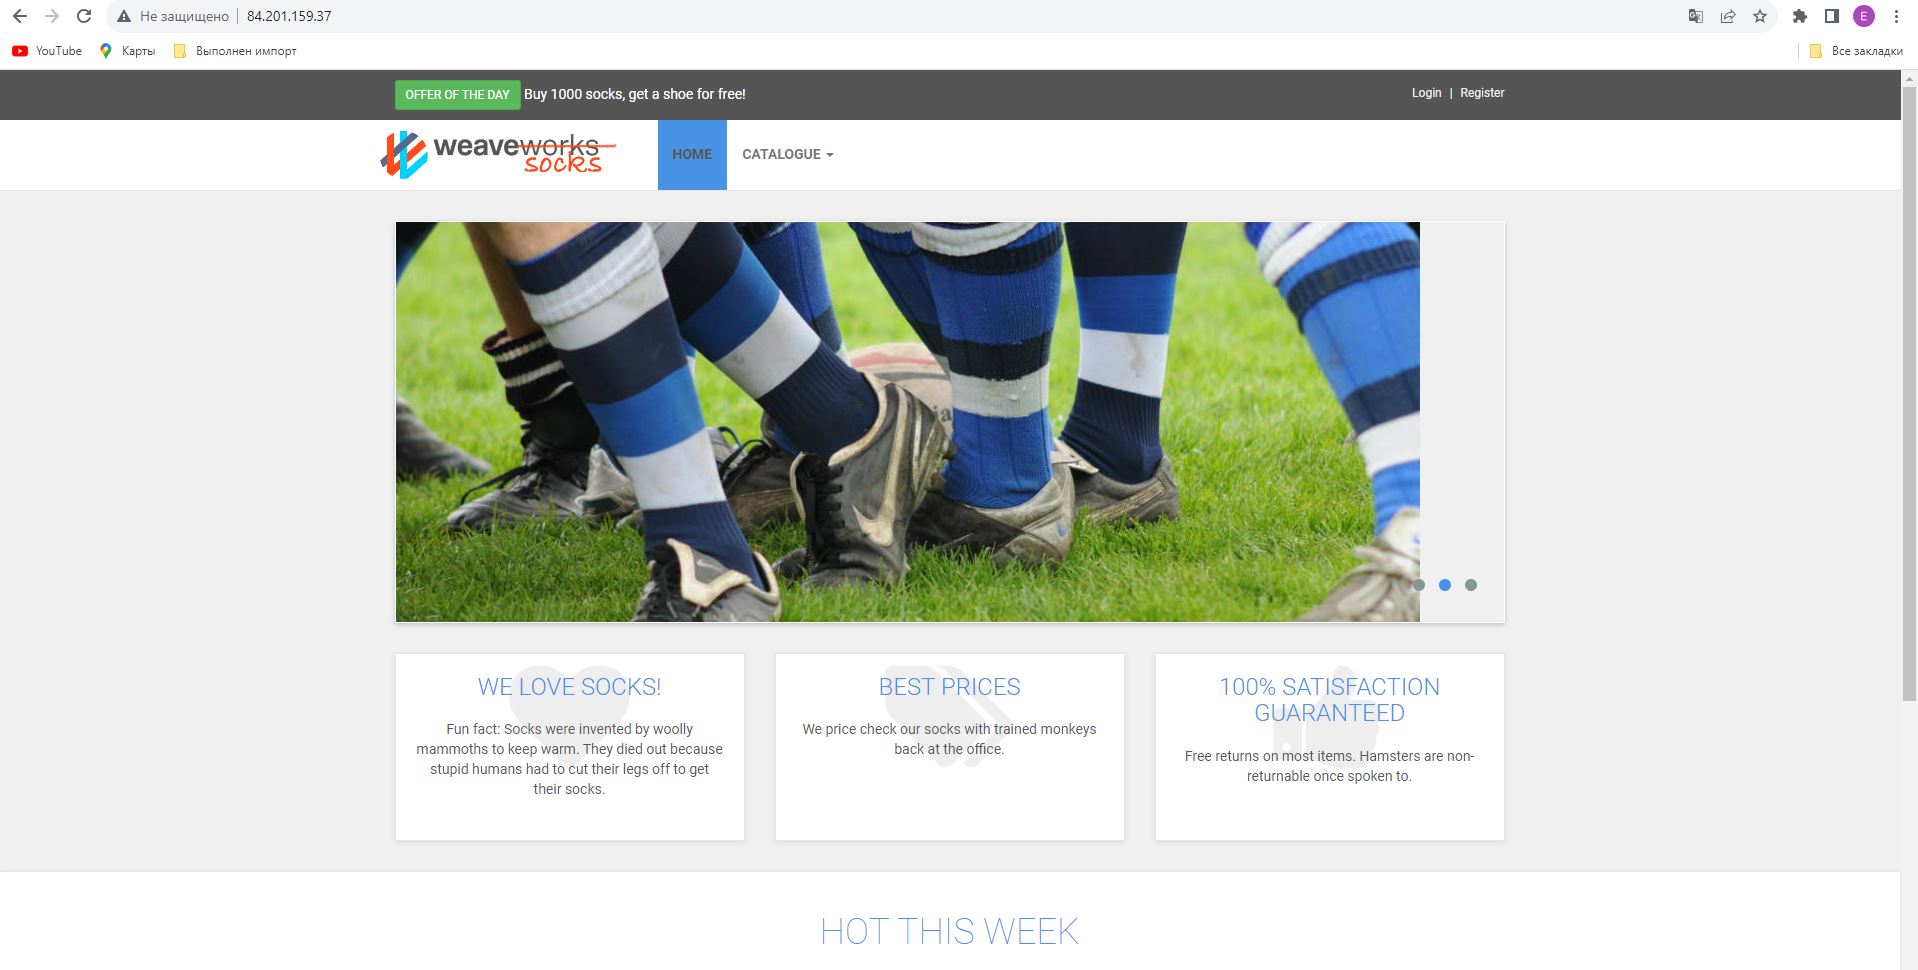 Не защищено 84.201.159.37
E
YouTube Карты Выполнен импорт Все закладки
OFFER OF THE DAY Buy 1000 socks, get a shoe for free! Login | Register
weaveworks
socks
HOME CATALOGUE
WE LOVE SOCKS!
Fun fact: Socks were invented by woolly
mammoths to keep warm. They died out because
stupid humans had to cut their legs off to get
their socks.
BEST PRICES
We price check our socks with trained monkeys
back at the office.
100% SATISFACTION
GUARANTEED
Free returns on most items. Hamsters are non-
returnable once spoken to.
HOT THIS WEEK